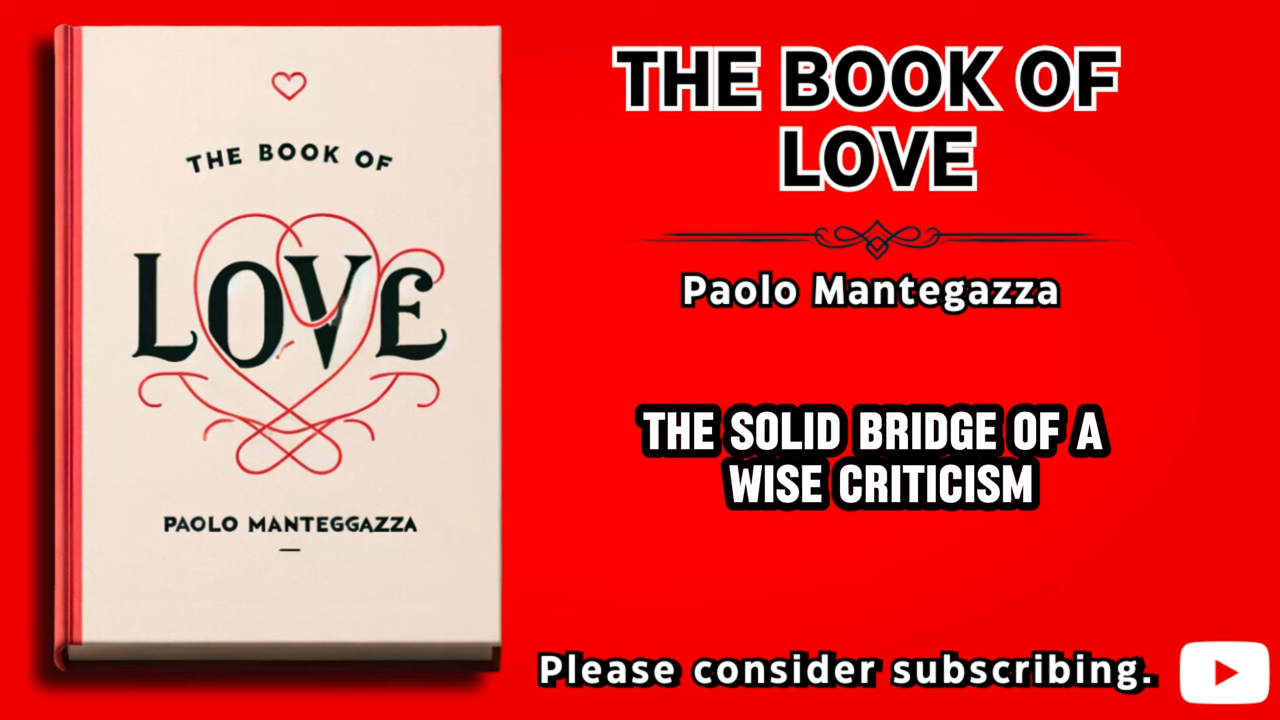 THE BOOK OF
LOVE
PAOLO MANTEGGAZZA
THE BOOK OF
LOVE
Paolo Mantegazza
THE SOLID BRIDGE OF A
WISE CRITICISM
Please consider subscribing.